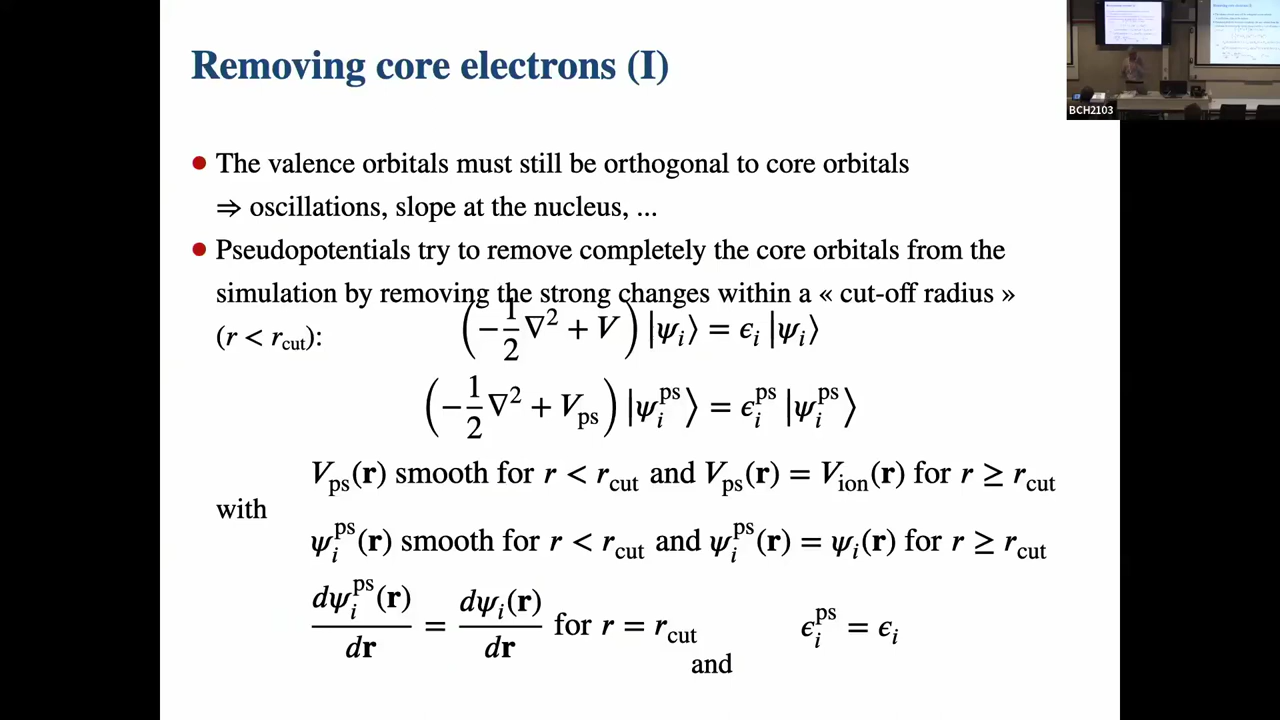 Removing core electrons (I)
BCH2103
● The valence orbitals must still be orthogonal to core orbitals
⇒ oscillations, slope at the nucleus, ...
● Pseudopotentials try to remove completely the core orbitals from the
simulation by removing the strong changes within a « cut-off radius »
(r < r_cut):
(−1/2 ∇² + V) |ψ_i⟩ = ϵ_i |ψ_i⟩
(−1/2 ∇² + V_ps) |ψ_i^ps⟩ = ϵ_i^ps |ψ_i^ps⟩
V_ps(r) smooth for r < r_cut and V_ps(r) = V_ion(r) for r ≥ r_cut
with
ψ_i^ps(r) smooth for r < r_cut and ψ_i^ps(r) = ψ_i(r) for r ≥ r_cut
dψ_i^ps(r)/dr = dψ_i(r)/dr for r = r_cut
and
ϵ_i^ps = ϵ_i